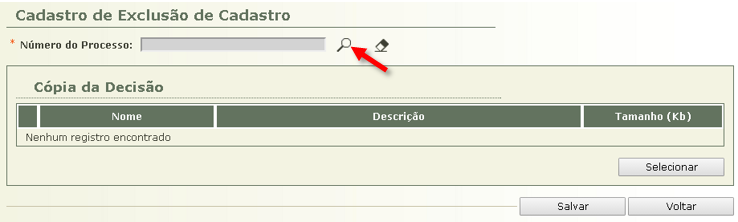 Cadastro de Exclusão de Cadastro
* Número do Processo:
Cópia da Decisão
Nome Descrição Tamanho (Kb)
Nenhum registro encontrado
Selecionar
Salvar Voltar